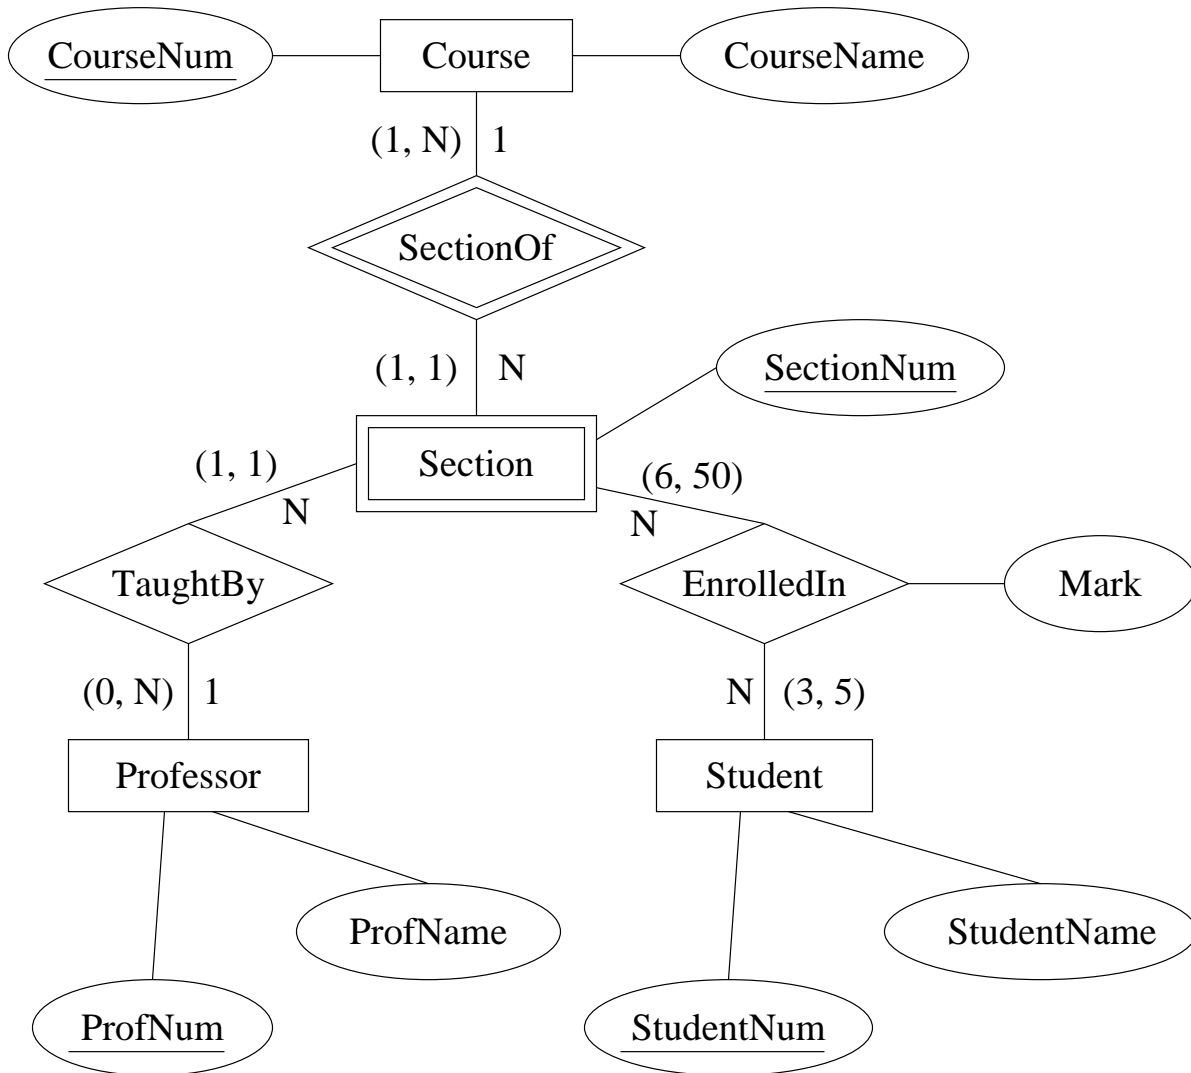 CourseNum
Course
CourseName
(1, N)
1
SectionOf
(1, 1)
N
SectionNum
Section
(1, 1)
N
(6, 50)
N
TaughtBy
EnrolledIn
Mark
(0, N)
1
N
(3, 5)
Professor
Student
ProfName
StudentName
ProfNum
StudentNum